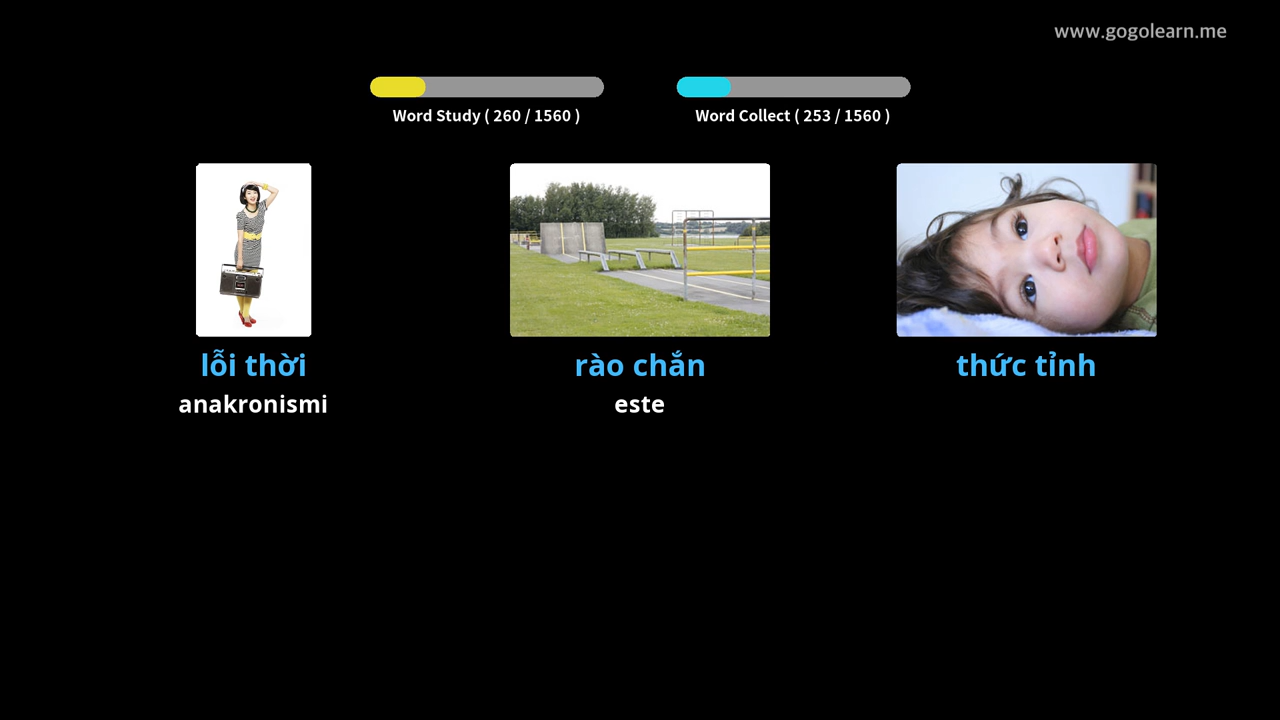 www.gogolearn.me
Word Study ( 260 / 1560 )
Word Collect ( 253 / 1560 )
lỗi thời
rào chắn
thức tỉnh
anakronismi
este